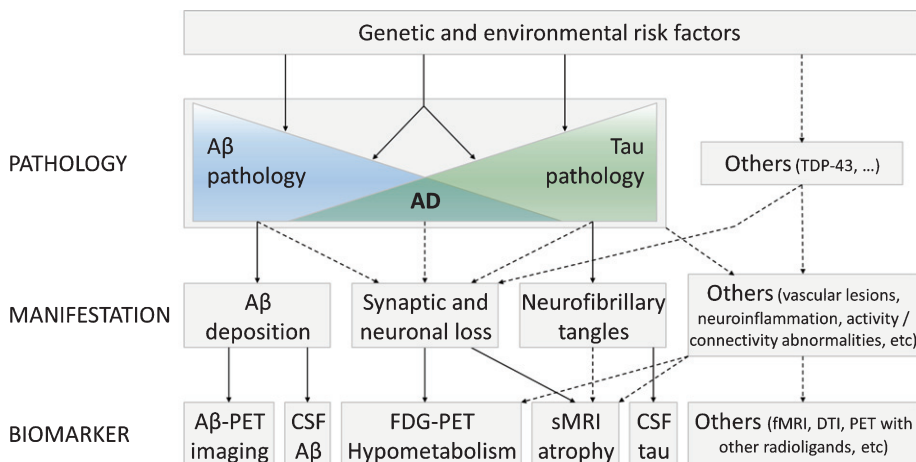 Genetic and environmental risk factors
PATHOLOGY
Aβ
pathology
Tau
pathology
AD
Others (TDP-43, ...)
MANIFESTATION
Aβ
deposition
Synaptic and
neuronal loss
Neurofibrillary
tangles
Others (vascular lesions,
neuroinflammation, activity /
connectivity abnormalities, etc)
BIOMARKER
Aβ-PET
imaging
CSF
Aβ
FDG-PET
Hypometabolism
sMRI
atrophy
CSF
tau
Others (fMRI, DTI, PET with
other radioligands, etc)